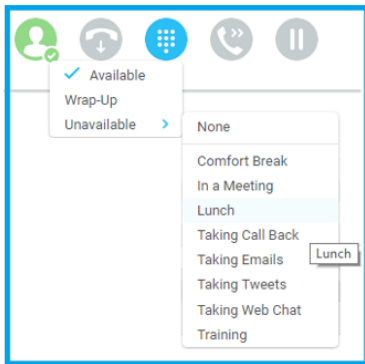 Available
Wrap-Up
Unavailable
None
Comfort Break
In a Meeting
Lunch
Taking Call Back
Taking Emails
Lunch
Taking Tweets
Taking Web Chat
Training